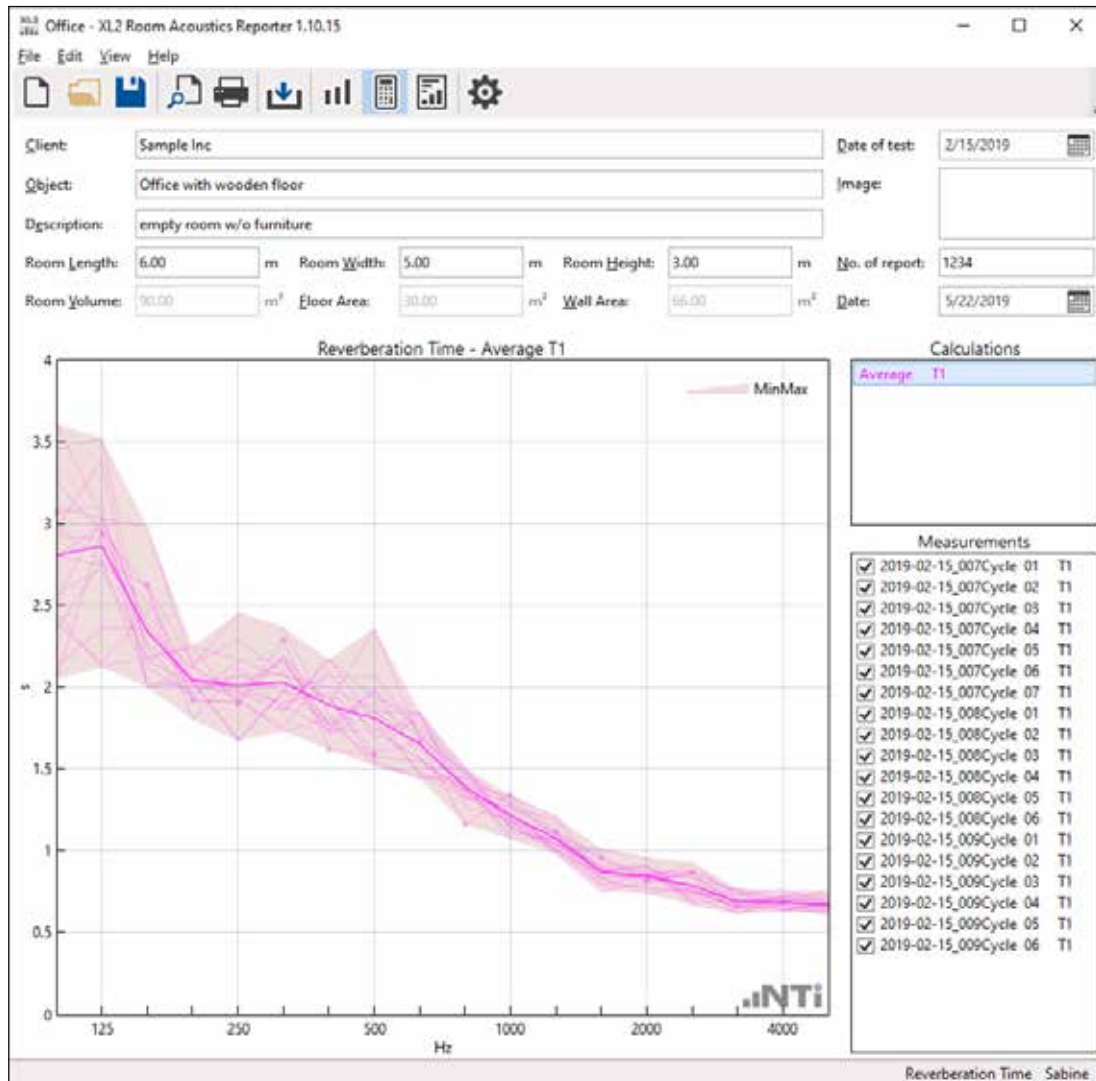 Office - XL2 Room Acoustics Reporter 1.10.15
File Edit View Help
Client: Sample Inc Date of test: 2/15/2019
Object: Office with wooden floor Image:
Description: empty room w/o furniture
Room Length: 6.00 m Room Width: 5.00 m Room Height: 3.00 m No. of report: 1234
Room Volume: 90.00 m³ Floor Area: 30.00 m² Wall Area: 66.00 m² Date: 5/22/2019
Reverberation Time - Average T1
MinMax
4
3.5
3
2.5
2
1.5
1
0.5
0
s
125 250 500 1000 2000 4000
Hz
NTi
Calculations
Average T1
Measurements
2019-02-15_007Cycle 01 T1
2019-02-15_007Cycle 02 T1
2019-02-15_007Cycle 03 T1
2019-02-15_007Cycle 04 T1
2019-02-15_007Cycle 05 T1
2019-02-15_007Cycle 06 T1
2019-02-15_007Cycle 07 T1
2019-02-15_008Cycle 01 T1
2019-02-15_008Cycle 02 T1
2019-02-15_008Cycle 03 T1
2019-02-15_008Cycle 04 T1
2019-02-15_008Cycle 05 T1
2019-02-15_008Cycle 06 T1
2019-02-15_009Cycle 01 T1
2019-02-15_009Cycle 02 T1
2019-02-15_009Cycle 03 T1
2019-02-15_009Cycle 04 T1
2019-02-15_009Cycle 05 T1
2019-02-15_009Cycle 06 T1
Reverberation Time Sabine